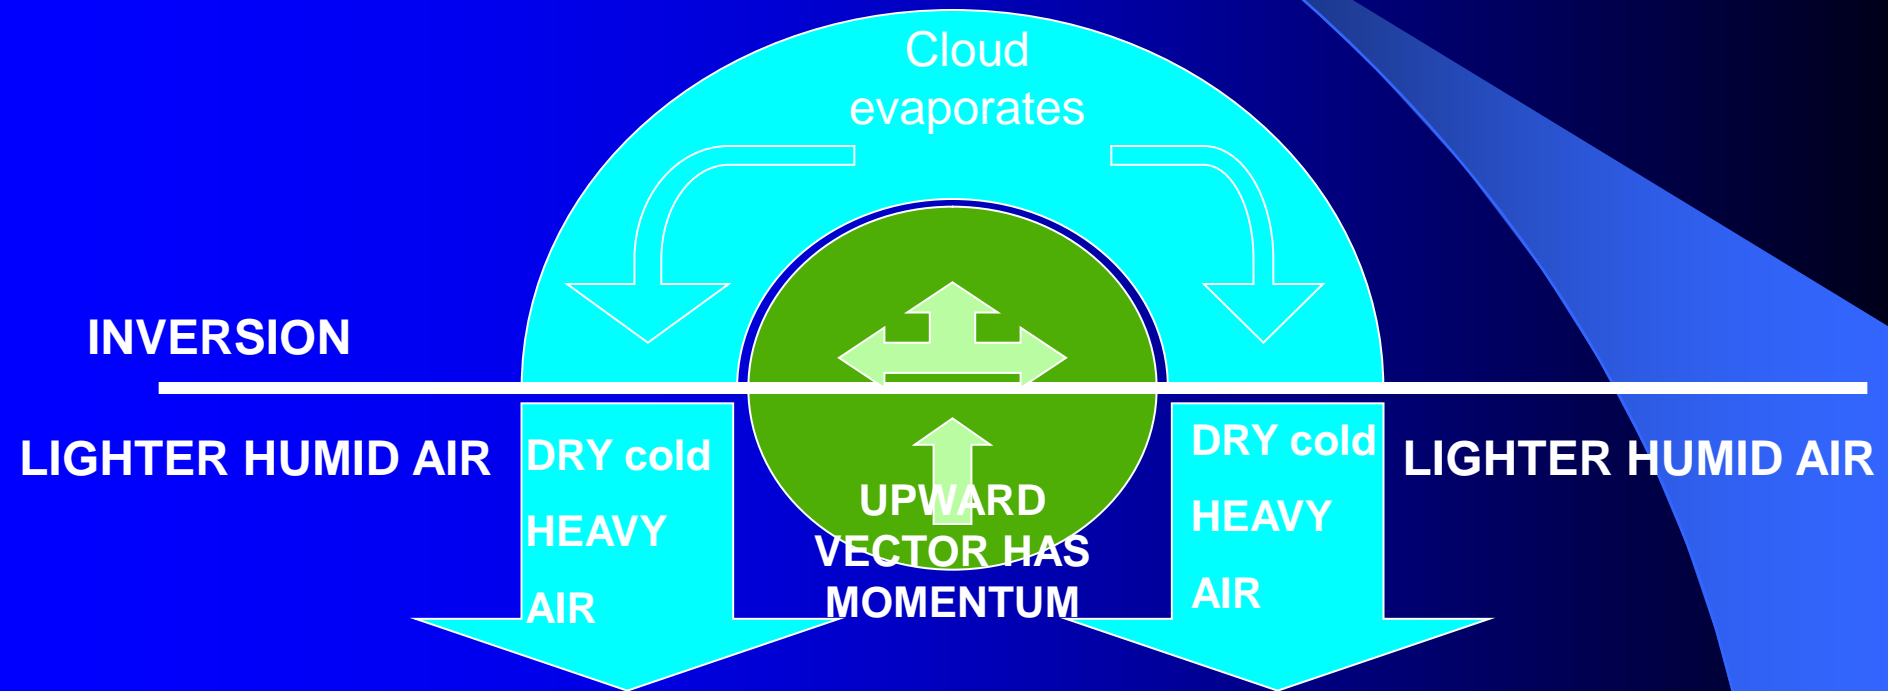 Cloud
evaporates
INVERSION
LIGHTER HUMID AIR
DRY cold
HEAVY
AIR
UPWARD
VECTOR HAS
MOMENTUM
DRY cold
HEAVY
AIR
LIGHTER HUMID AIR